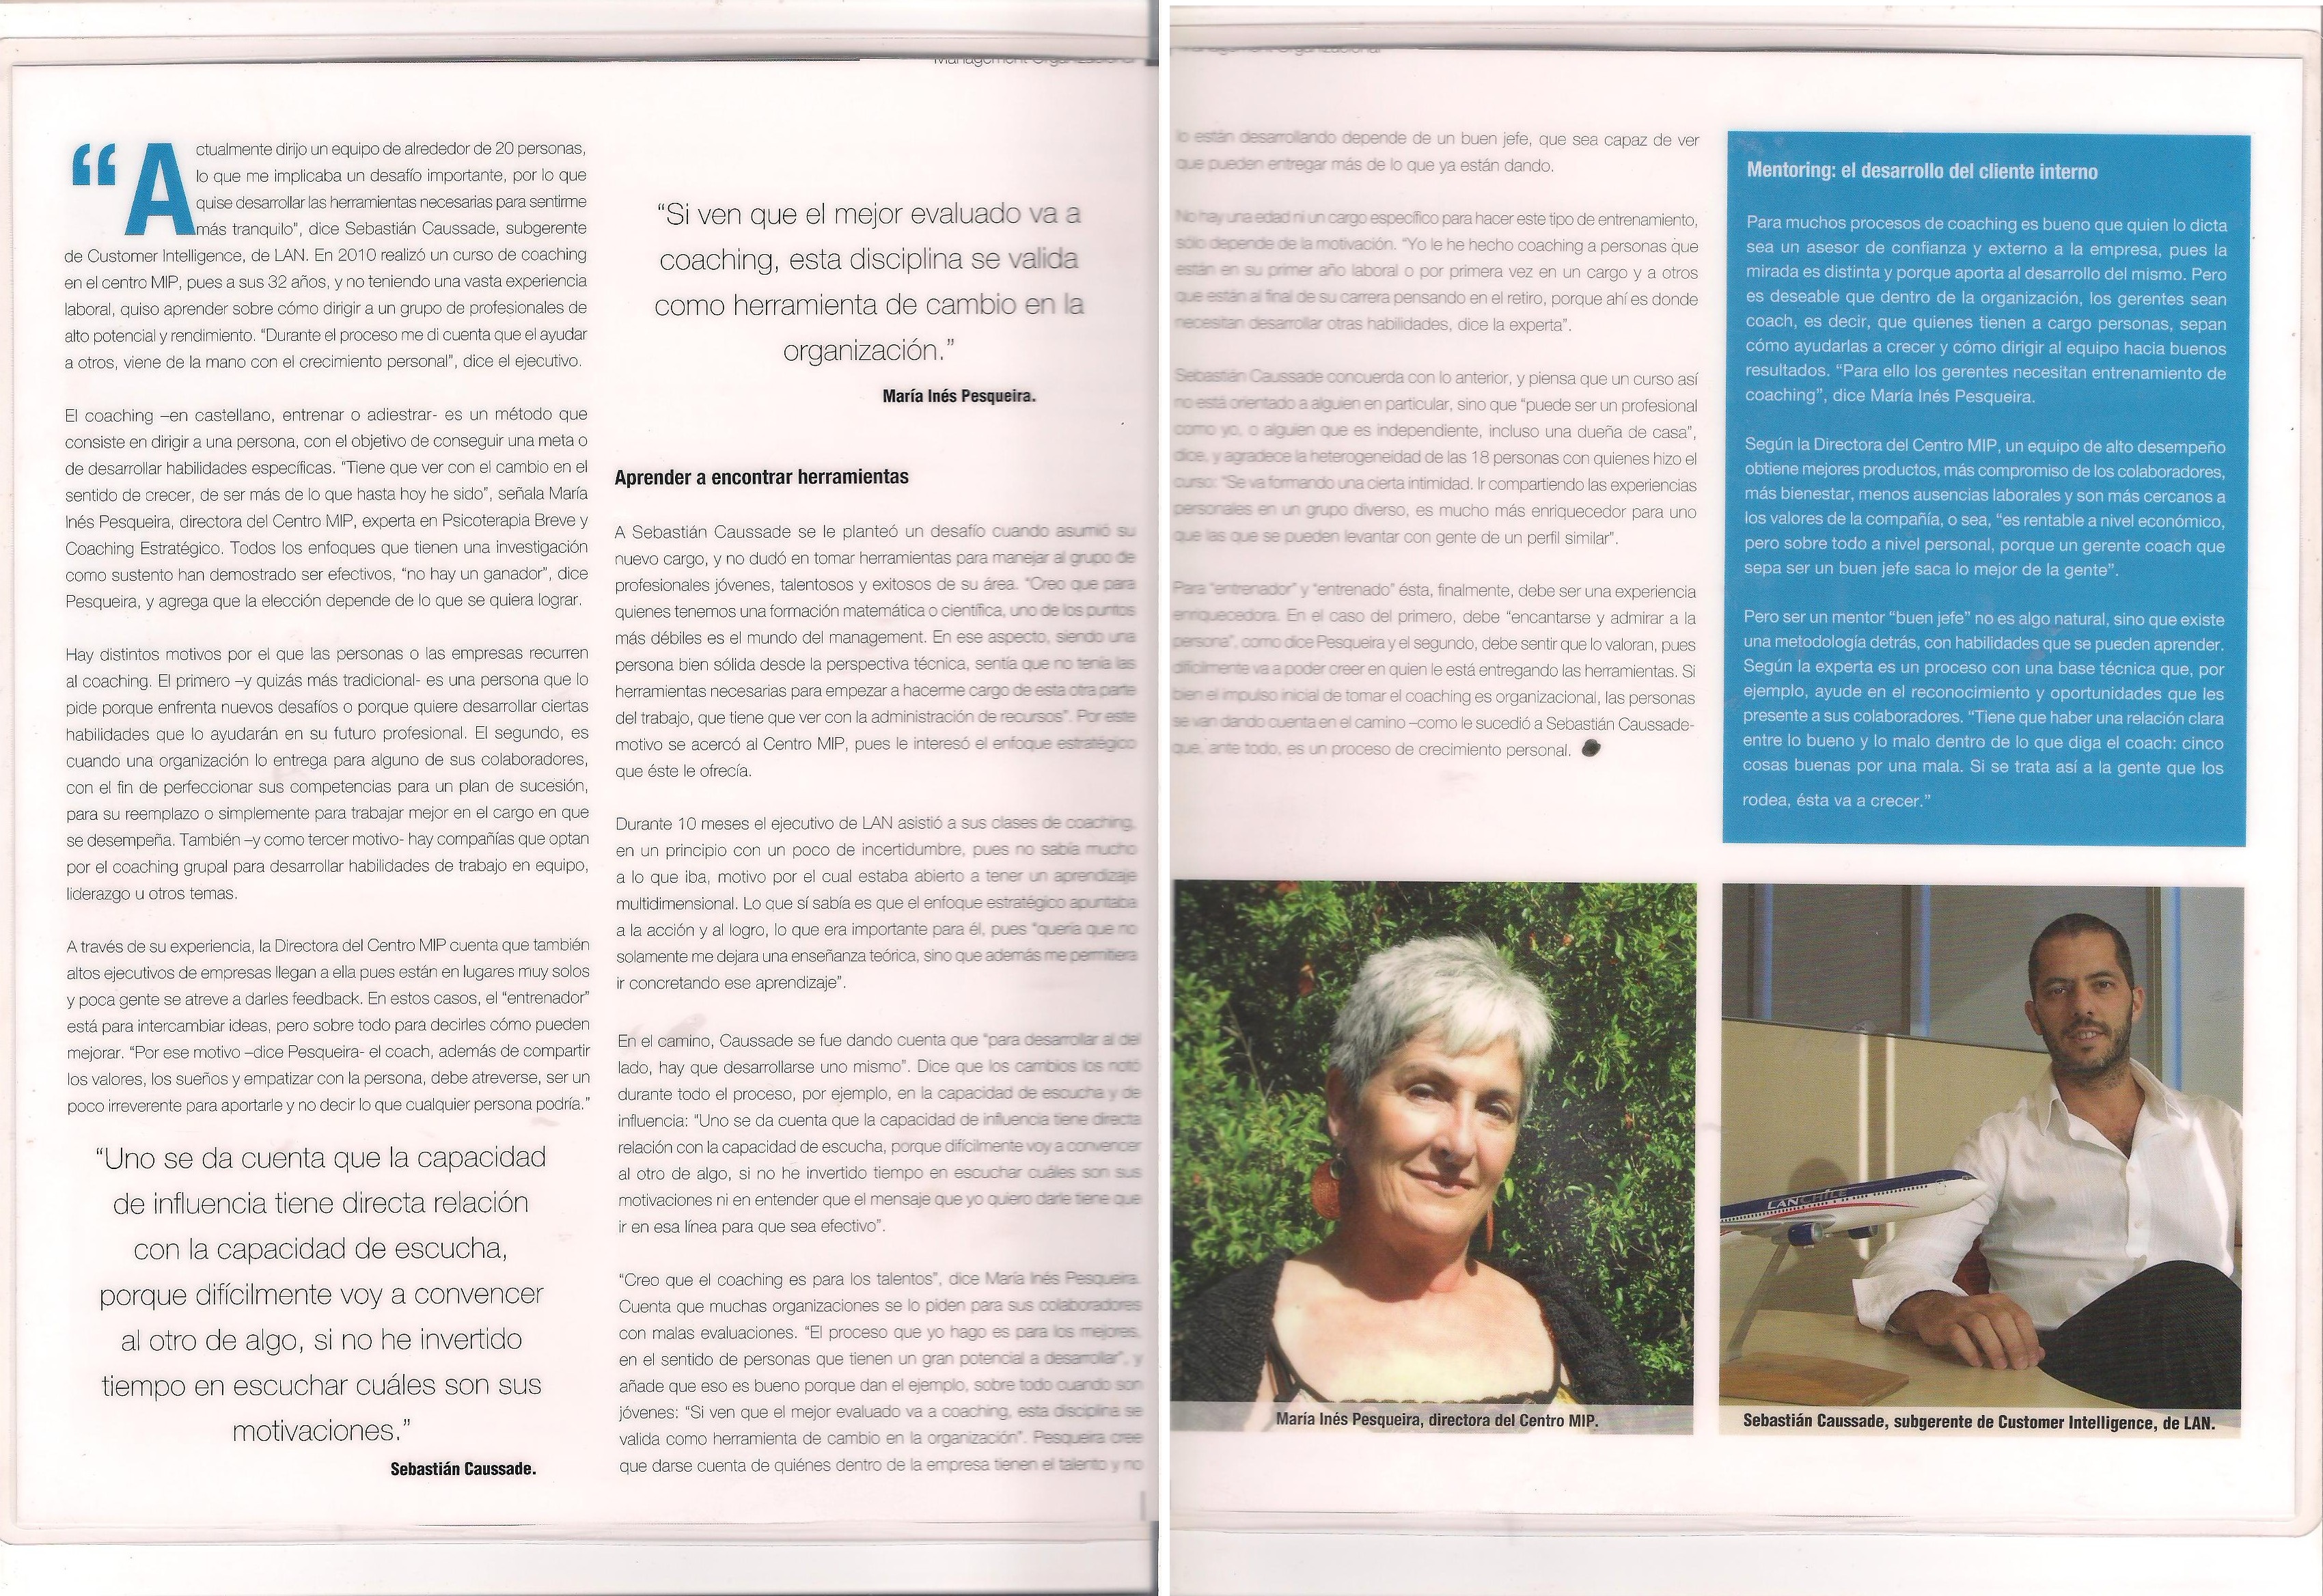 Management Organizacional
“Actualmente dirijo un equipo de alrededor de 20 personas,
lo que me implicaba un desafío importante, por lo que
quise desarrollar las herramientas necesarias para sentirme
más tranquilo”, dice Sebastián Caussade, subgerente
de Customer Intelligence, de LAN. En 2010 realizó un curso de coaching
en el centro MIP, pues a sus 32 años, y no teniendo una vasta experiencia
laboral, quiso aprender sobre cómo dirigir a un grupo de profesionales de
alto potencial y rendimiento. “Durante el proceso me di cuenta que el ayudar
a otros, viene de la mano con el crecimiento personal”, dice el ejecutivo.
El coaching –en castellano, entrenar o adiestrar- es un método que
consiste en dirigir a una persona, con el objetivo de conseguir una meta o
de desarrollar habilidades específicas. “Tiene que ver con el cambio en el
sentido de crecer, de ser más de lo que hasta hoy he sido”, señala María
Inés Pesqueira, directora del Centro MIP, experta en Psicoterapia Breve y
Coaching Estratégico. Todos los enfoques que tienen una investigación
como sustento han demostrado ser efectivos, “no hay un ganador”, dice
Pesqueira, y agrega que la elección depende de lo que se quiera lograr.
Hay distintos motivos por el que las personas o las empresas recurren
al coaching. El primero –y quizás más tradicional- es una persona que lo
pide porque enfrenta nuevos desafíos o porque quiere desarrollar ciertas
habilidades que lo ayudarán en su futuro profesional. El segundo, es
cuando una organización lo entrega para alguno de sus colaboradores,
con el fin de perfeccionar sus competencias para un plan de sucesión,
para su reemplazo o simplemente para trabajar mejor en el cargo en que
se desempeña. También –y como tercer motivo- hay compañías que optan
por el coaching grupal para desarrollar habilidades de trabajo en equipo,
liderazgo u otros temas.
A través de su experiencia, la Directora del Centro MIP cuenta que también
altos ejecutivos de empresas llegan a ella pues están en lugares muy solos
y poca gente se atreve a darles feedback. En estos casos, el “entrenador”
está para intercambiar ideas, pero sobre todo para decirles cómo pueden
mejorar. “Por ese motivo –dice Pesqueira- el coach, además de compartir
los valores, los sueños y empatizar con la persona, debe atreverse, ser un
poco irreverente para aportarle y no decir lo que cualquier persona podría.”
“Uno se da cuenta que la capacidad
de influencia tiene directa relación
con la capacidad de escucha,
porque difícilmente voy a convencer
al otro de algo, si no he invertido
tiempo en escuchar cuáles son sus
motivaciones.”
Sebastián Caussade.
“Si ven que el mejor evaluado va a
coaching, esta disciplina se valida
como herramienta de cambio en la
organización.”
María Inés Pesqueira.
Aprender a encontrar herramientas
A Sebastián Caussade se le planteó un desafío cuando asumió su
nuevo cargo, y no dudó en tomar herramientas para manejar al grupo de
profesionales jóvenes, talentosos y exitosos de su área. “Creo que para
quienes tenemos una formación matemática o científica, uno de los puntos
más débiles es el mundo del management. En ese aspecto, siendo una
persona bien sólida desde la perspectiva técnica, sentía que no tenía las
herramientas necesarias para empezar a hacerme cargo de esta otra parte
del trabajo, que tiene que ver con la administración de recursos”. Por este
motivo se acercó al Centro MIP, pues le interesó el enfoque estratégico
que éste le ofrecía.
Durante 10 meses el ejecutivo de LAN asistió a sus clases de coaching,
en un principio con un poco de incertidumbre, pues no sabía mucho
a lo que iba, motivo por el cual estaba abierto a tener un aprendizaje
multidimensional. Lo que sí sabía es que el enfoque estratégico apuntaba
a la acción y al logro, lo que era importante para él, pues “quería que no
solamente me dejara una enseñanza teórica, sino que además me permitiera
ir concretando ese aprendizaje”.
En el camino, Caussade se fue dando cuenta que “para desarrollar al del
lado, hay que desarrollarse uno mismo”. Dice que los cambios los notó
durante todo el proceso, por ejemplo, en la capacidad de escucha y de
influencia: “Uno se da cuenta que la capacidad de influencia tiene directa
relación con la capacidad de escucha, porque difícilmente voy a convencer
al otro de algo, si no he invertido tiempo en escuchar cuáles son sus
motivaciones ni en entender que el mensaje que yo quiero darle tiene que
ir en esa línea para que sea efectivo”.
“Creo que el coaching es para los talentos”, dice María Inés Pesqueira.
Cuenta que muchas organizaciones se lo piden para sus colaboradores
con malas evaluaciones. “El proceso que yo hago es para los mejores,
en el sentido de personas que tienen un gran potencial a desarrollar”, y
añade que eso es bueno porque dan el ejemplo, sobre todo cuando son
jóvenes: “Si ven que el mejor evaluado va a coaching, esta disciplina se
valida como herramienta de cambio en la organización”. Pesqueira cree
que darse cuenta de quiénes dentro de la empresa tienen el talento y no
Management Organizacional
lo están desarrollando depende de un buen jefe, que sea capaz de ver
que pueden entregar más de lo que ya están dando.
No hay una edad ni un cargo específico para hacer este tipo de entrenamiento,
sólo depende de la motivación. “Yo le he hecho coaching a personas que
están en su primer año laboral o por primera vez en un cargo y a otros
que están al final de su carrera pensando en el retiro, porque ahí es donde
necesitan desarrollar otras habilidades, dice la experta”.
Sebastián Caussade concuerda con lo anterior, y piensa que un curso así
no está orientado a alguien en particular, sino que “puede ser un profesional
como yo, o alguien que es independiente, incluso una dueña de casa”,
dice, y agradece la heterogeneidad de las 18 personas con quienes hizo el
curso: “Se va formando una cierta intimidad. Ir compartiendo las experiencias
personales en un grupo diverso, es mucho más enriquecedor para uno
que las que se pueden levantar con gente de un perfil similar”.
Para “entrenador” y “entrenado” ésta, finalmente, debe ser una experiencia
enriquecedora. En el caso del primero, debe “encantarse y admirar a la
persona”, como dice Pesqueira y el segundo, debe sentir que lo valoran, pues
difícilmente va a poder creer en quien le está entregando las herramientas. Si
bien el impulso inicial de tomar el coaching es organizacional, las personas
se van dando cuenta en el camino –como le sucedió a Sebastián Caussade-
que, ante todo, es un proceso de crecimiento personal.
Mentoring: el desarrollo del cliente interno
Para muchos procesos de coaching es bueno que quien lo dicta
sea un asesor de confianza y externo a la empresa, pues la
mirada es distinta y porque aporta al desarrollo del mismo. Pero
es deseable que dentro de la organización, los gerentes sean
coach, es decir, que quienes tienen a cargo personas, sepan
cómo ayudarlas a crecer y cómo dirigir al equipo hacia buenos
resultados. “Para ello los gerentes necesitan entrenamiento de
coaching”, dice María Inés Pesqueira.
Según la Directora del Centro MIP, un equipo de alto desempeño
obtiene mejores productos, más compromiso de los colaboradores,
más bienestar, menos ausencias laborales y son más cercanos a
los valores de la compañía, o sea, “es rentable a nivel económico,
pero sobre todo a nivel personal, porque un gerente coach que
sepa ser un buen jefe saca lo mejor de la gente”.
Pero ser un mentor “buen jefe” no es algo natural, sino que existe
una metodología detrás, con habilidades que se pueden aprender.
Según la experta es un proceso con una base técnica que, por
ejemplo, ayude en el reconocimiento y oportunidades que les
presente a sus colaboradores. “Tiene que haber una relación clara
entre lo bueno y lo malo dentro de lo que diga el coach: cinco
cosas buenas por una mala. Si se trata así a la gente que los
rodea, ésta va a crecer.”
LANCHILE
María Inés Pesqueira, directora del Centro MIP.
Sebastián Caussade, subgerente de Customer Intelligence, de LAN.